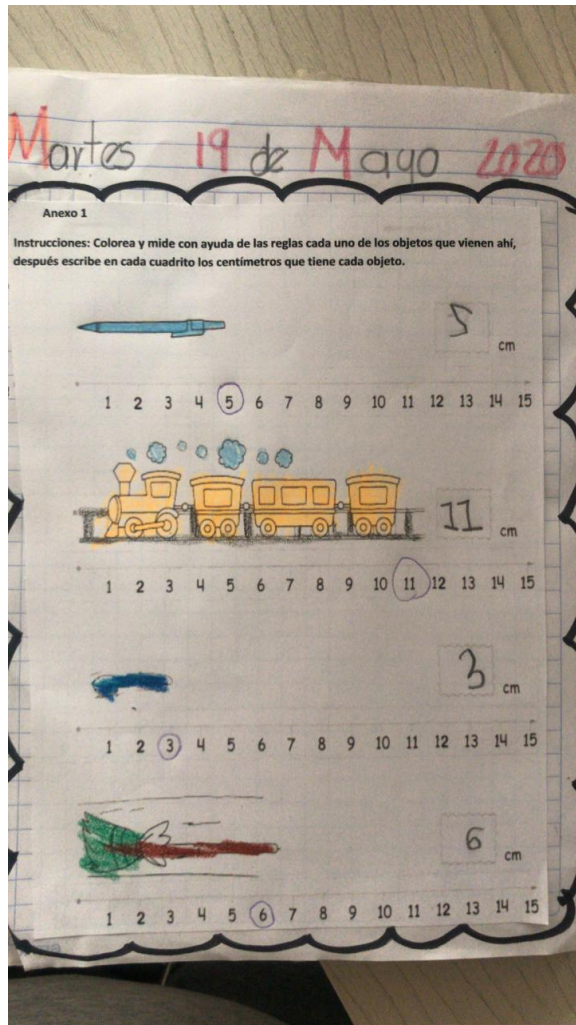 Martes 19 de Mayo 2020
Anexo 1
Instrucciones: Colorea y mide con ayuda de las reglas cada uno de los objetos que vienen ahí,
después escribe en cada cuadrito los centímetros que tiene cada objeto.
5 cm
1 2 3 4 5 6 7 8 9 10 11 12 13 14 15
11 cm
1 2 3 4 5 6 7 8 9 10 11 12 13 14 15
3 cm
1 2 3 4 5 6 7 8 9 10 11 12 13 14 15
6 cm
1 2 3 4 5 6 7 8 9 10 11 12 13 14 15